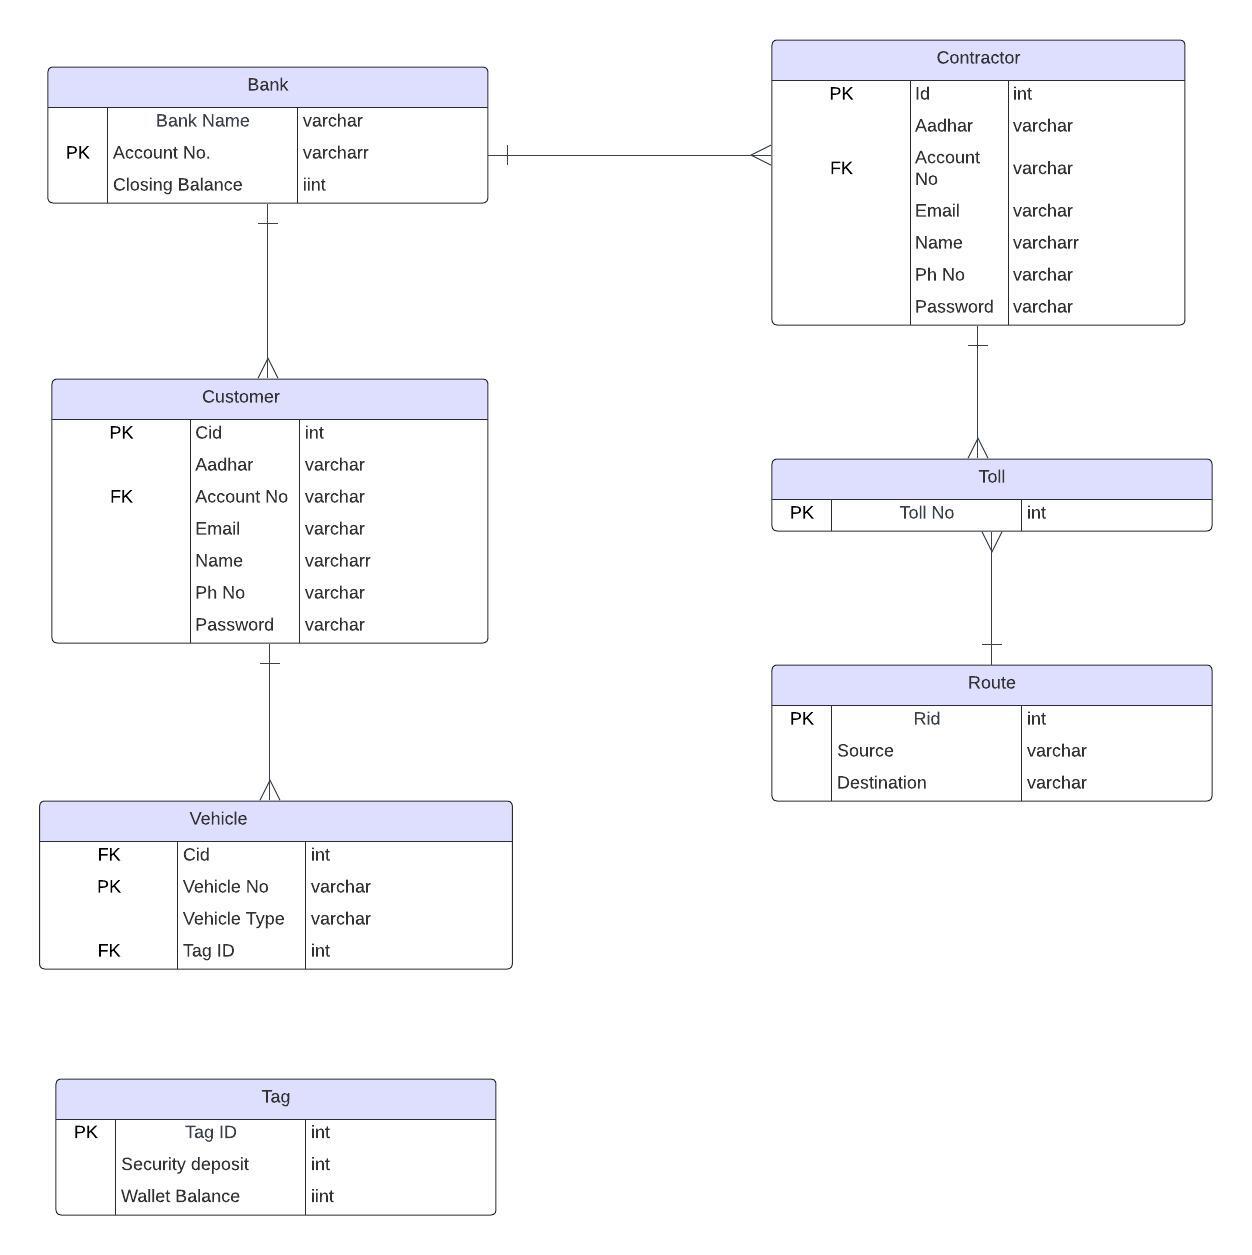 Bank
Bank Name varchar
PK Account No. varcharr
Closing Balance iint
Contractor
PK Id int
Aadhar varchar
FK Account No varchar
Email varchar
Name varcharr
Ph No varchar
Password varchar
Customer
PK Cid int
Aadhar varchar
FK Account No varchar
Email varchar
Name varcharr
Ph No varchar
Password varchar
Toll
PK Toll No int
Route
PK Rid int
Source varchar
Destination varchar
Vehicle
FK Cid int
PK Vehicle No varchar
Vehicle Type varchar
FK Tag ID int
Tag
PK Tag ID int
Security deposit int
Wallet Balance iint